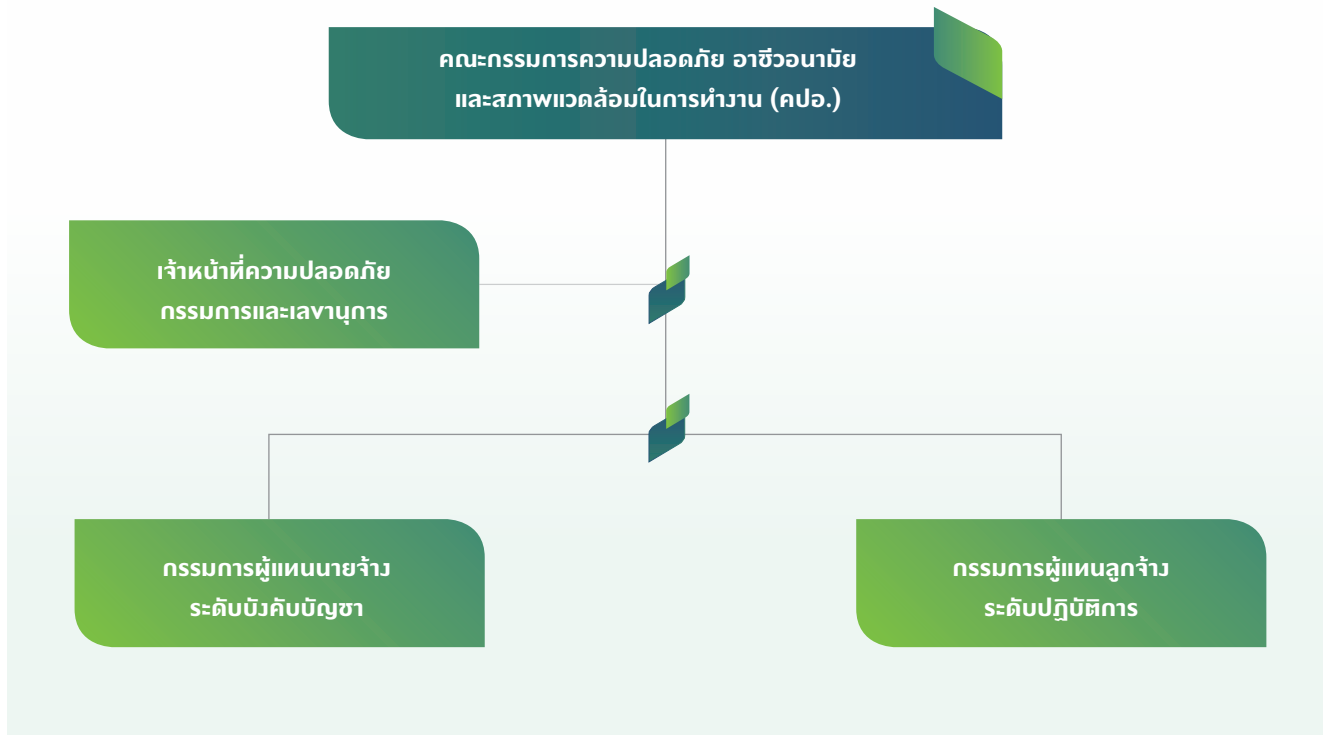 คณะกรรมการความปลอดภัย อาชีวอนามัย
และสภาพแวดล้อมในการทำงาน (คปอ.)
เจ้าหน้าที่ความปลอดภัย
กรรมการและเลขานุการ
กรรมการผู้แทนนายจ้าง
ระดับบังคับบัญชา
กรรมการผู้แทนลูกจ้าง
ระดับปฏิบัติการ